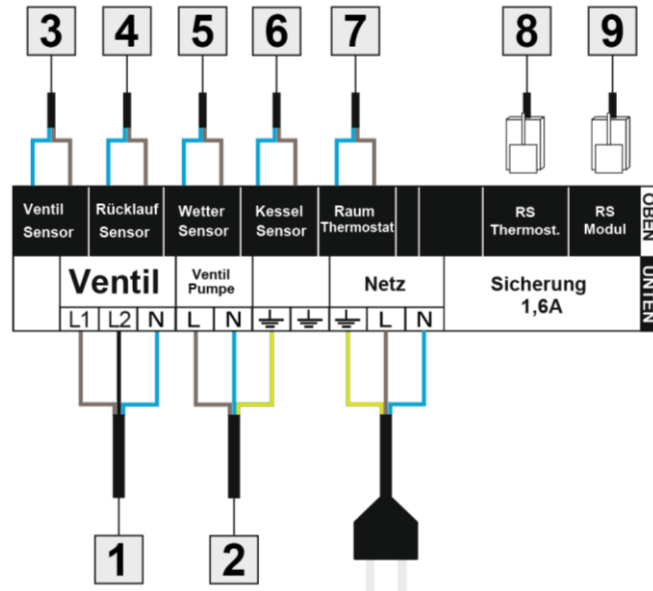 3 4 5 6 7 8 9
Ventil Sensor
Rücklauf Sensor
Wetter Sensor
Kessel Sensor
Raum Thermostat
RS Thermost.
RS Modul
OBEN
Ventil
Ventil Pumpe
Netz
Sicherung
1,6A
UNTEN
L1 L2 N L N L N
1 2